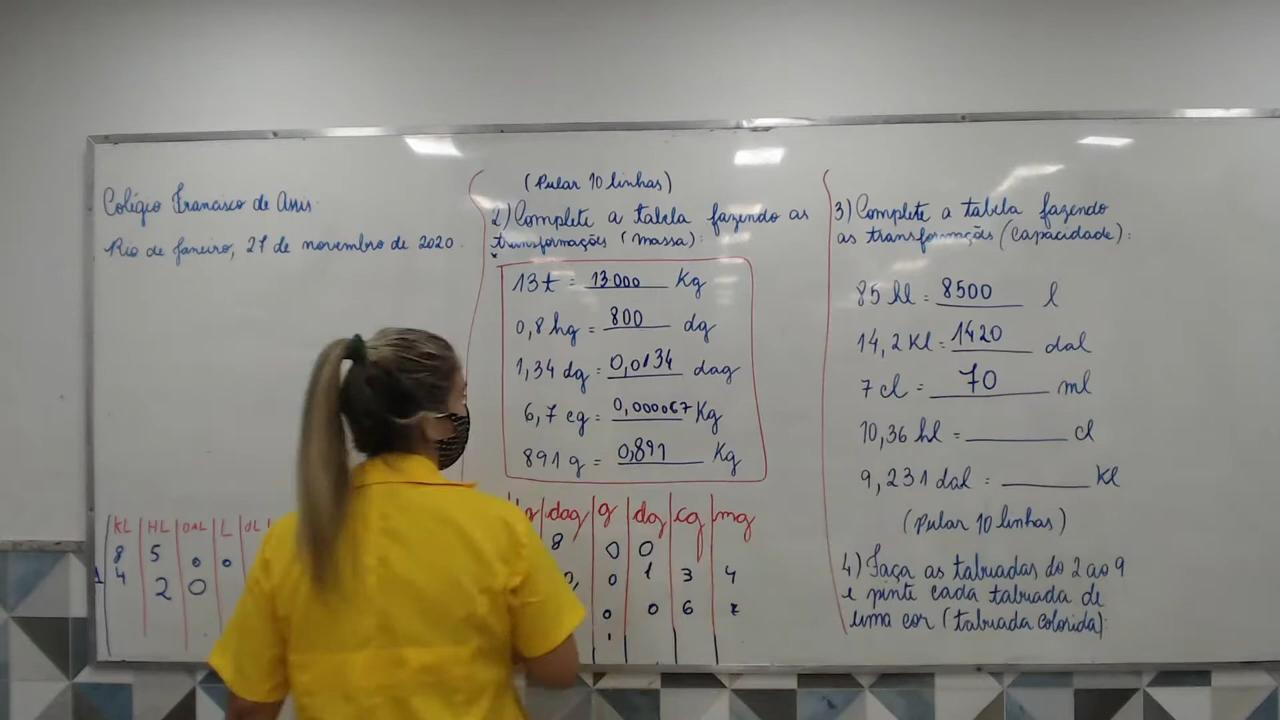 Colégio Francisco de Assis
Rio de Janeiro, 27 de novembro de 2020.
KL HL DAL L DL
8 5 0 0
1 4 2 0
(Pular 10 linhas)
2) Complete a tabela fazendo as
transformações (massa):
13 t = 13000 Kg
0,8 hg = 800 dg
1,34 dg = 0,0134 dag
6,7 cg = 0,000067 Kg
891 g = 0,891 Kg
dag g dg cg mg
8 0 0
0, 0 1 3 4
0 0 6 7
3) Complete a tabela fazendo
as transformações (capacidade):
85 hl = 8500 l
14,2 Kl = 1420 dal
7 cl = 70 ml
10,36 hl = ________ cl
9,231 dal = ________ Kl
(Pular 10 linhas)
4) Faça as tabuadas do 2 ao 9
e pinte cada tabuada de
uma cor (tabuada colorida)